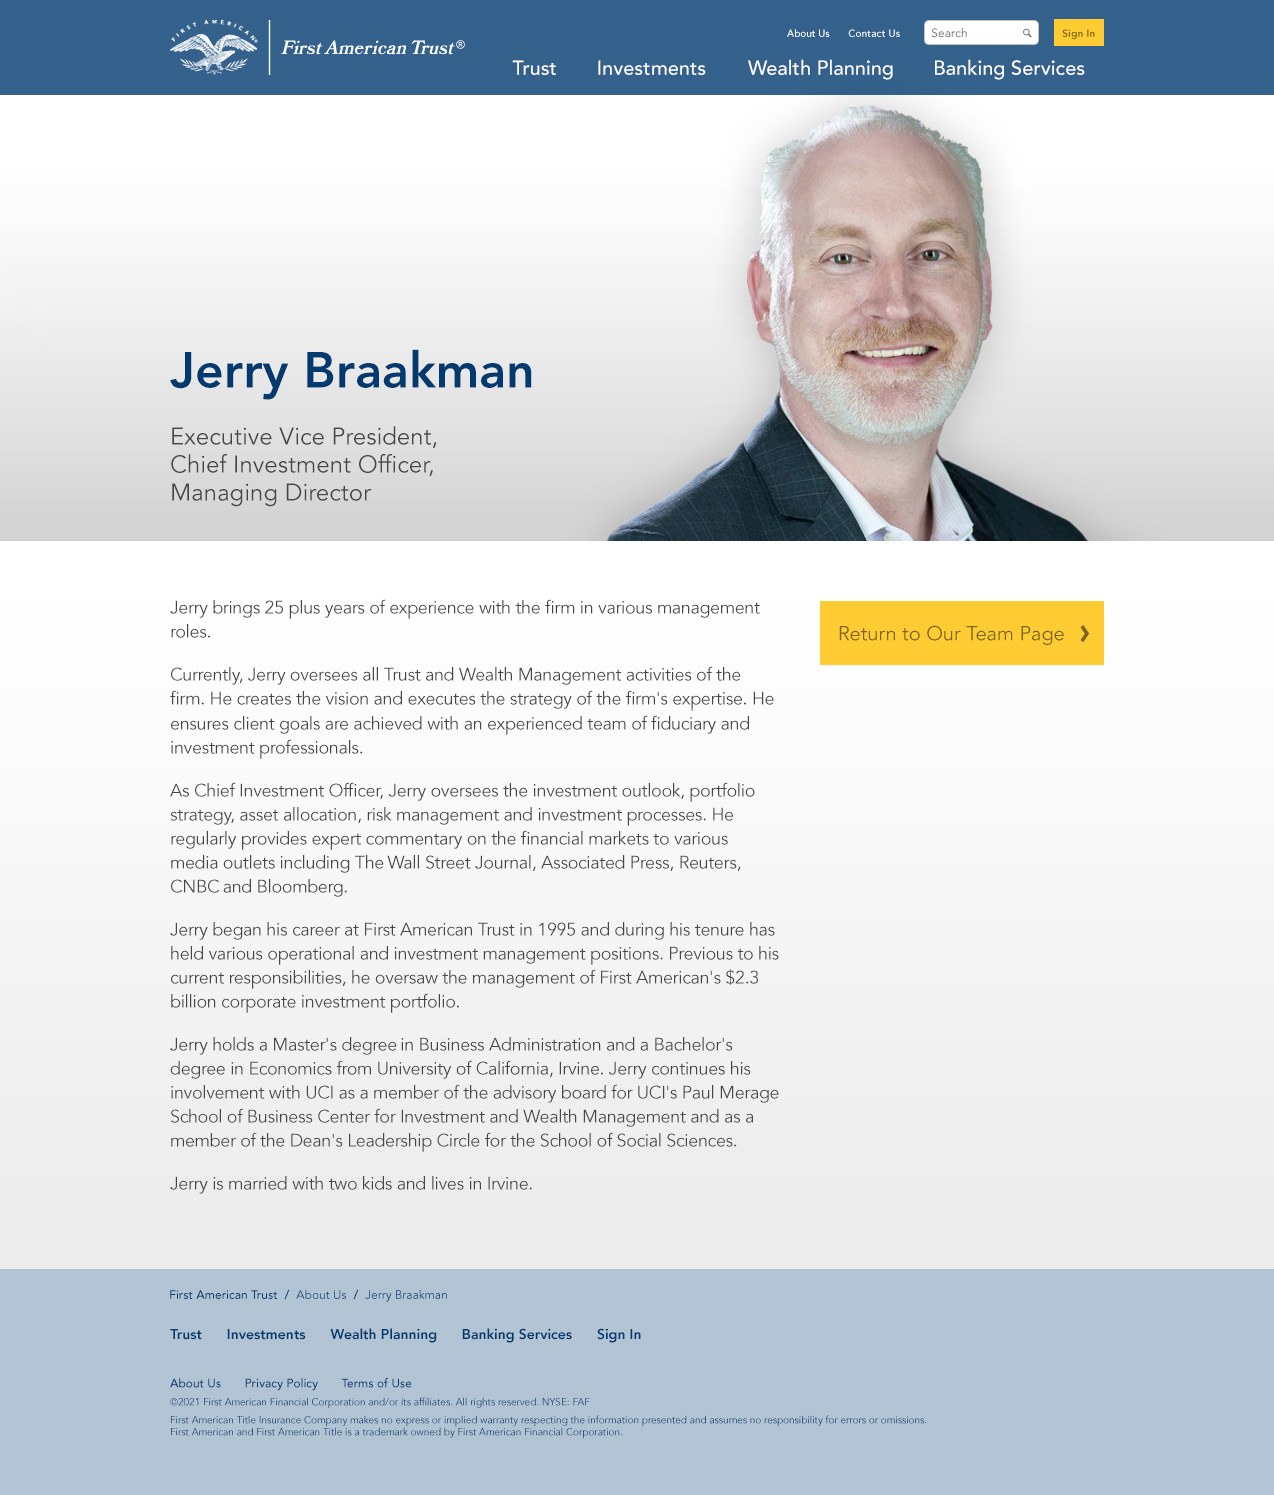 FIRST AMERICAN
First American Trust®
About Us
Contact Us
Search
Sign In
Trust
Investments
Wealth Planning
Banking Services
Jerry Braakman
Executive Vice President,
Chief Investment Officer,
Managing Director
Jerry brings 25 plus years of experience with the firm in various management
roles.
Return to Our Team Page
Currently, Jerry oversees all Trust and Wealth Management activities of the
firm. He creates the vision and executes the strategy of the firm's expertise. He
ensures client goals are achieved with an experienced team of fiduciary and
investment professionals.
As Chief Investment Officer, Jerry oversees the investment outlook, portfolio
strategy, asset allocation, risk management and investment processes. He
regularly provides expert commentary on the financial markets to various
media outlets including The Wall Street Journal, Associated Press, Reuters,
CNBC and Bloomberg.
Jerry began his career at First American Trust in 1995 and during his tenure has
held various operational and investment management positions. Previous to his
current responsibilities, he oversaw the management of First American's $2.3
billion corporate investment portfolio.
Jerry holds a Master's degree in Business Administration and a Bachelor's
degree in Economics from University of California, Irvine. Jerry continues his
involvement with UCI as a member of the advisory board for UCI's Paul Merage
School of Business Center for Investment and Wealth Management and as a
member of the Dean's Leadership Circle for the School of Social Sciences.
Jerry is married with two kids and lives in Irvine.
First American Trust / About Us / Jerry Braakman
Trust Investments Wealth Planning Banking Services Sign In
About Us Privacy Policy Terms of Use
©2021 First American Financial Corporation and/or its affiliates. All rights reserved. NYSE: FAF
First American Title Insurance Company makes no express or implied warranty respecting the information presented and assumes no responsibility for errors or omissions.
First American and First American Title is a trademark owned by First American Financial Corporation.